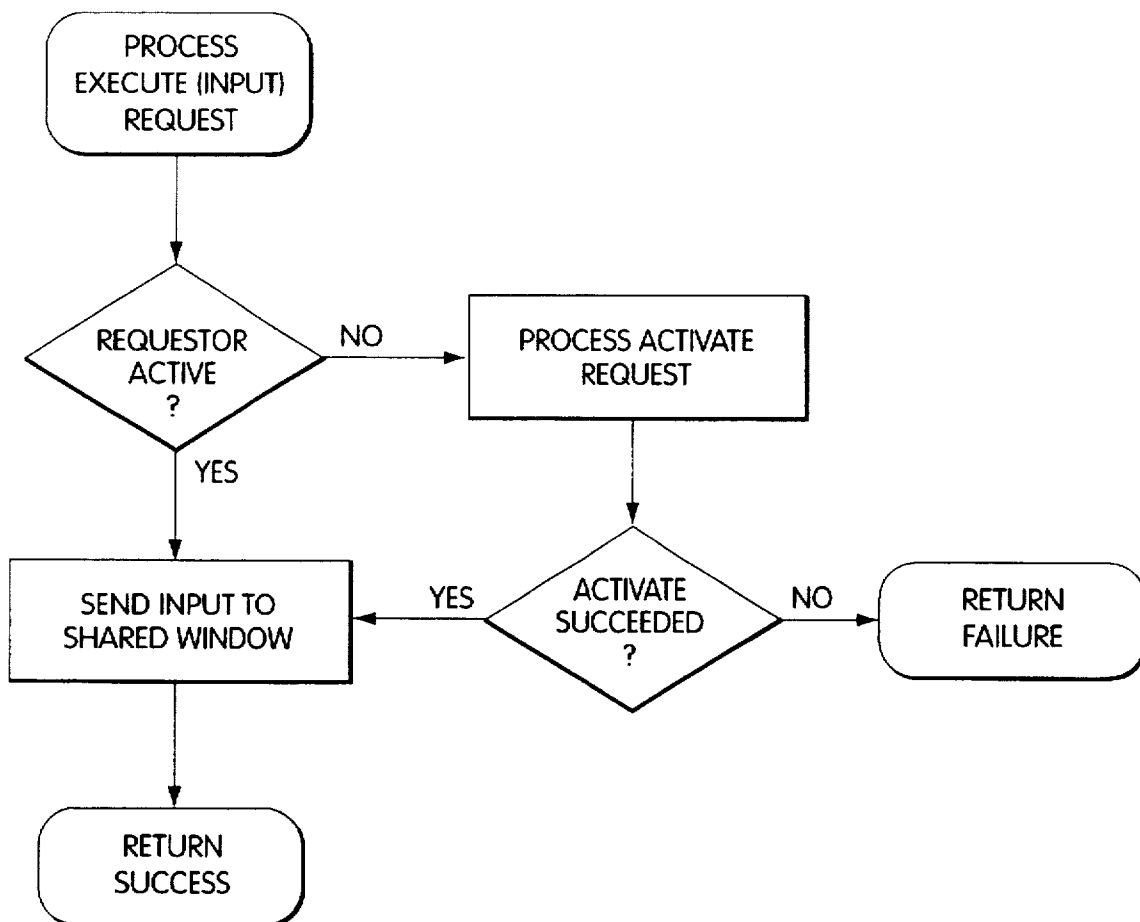 PROCESS
EXECUTE (INPUT)
REQUEST
REQUESTOR
ACTIVE
?
NO
PROCESS ACTIVATE
REQUEST
YES
SEND INPUT TO
SHARED WINDOW
YES
ACTIVATE
SUCCEEDED
?
NO
RETURN
FAILURE
RETURN
SUCCESS